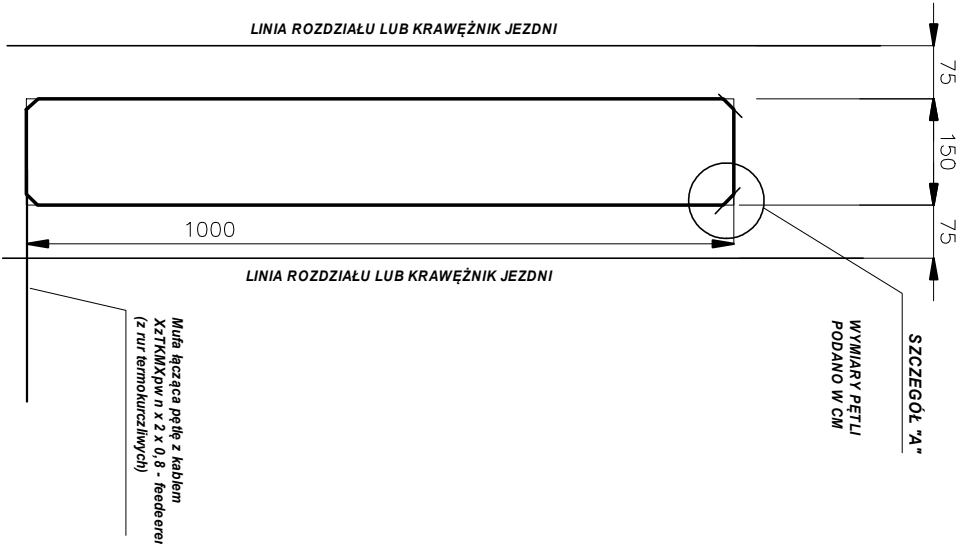 LINIA ROZDZIAŁU LUB KRAWĘŻNIK JEZDNI
75
150
75
1000
LINIA ROZDZIAŁU LUB KRAWĘŻNIK JEZDNI
SZCZEGÓŁ "A"
WYMIARY PĘTLI
PODANO W CM
Mufa łącząca pętlę z kablem
XzTKMXpw n x 2 x 0,8 - feedeerem
(z rur termokurczliwych)